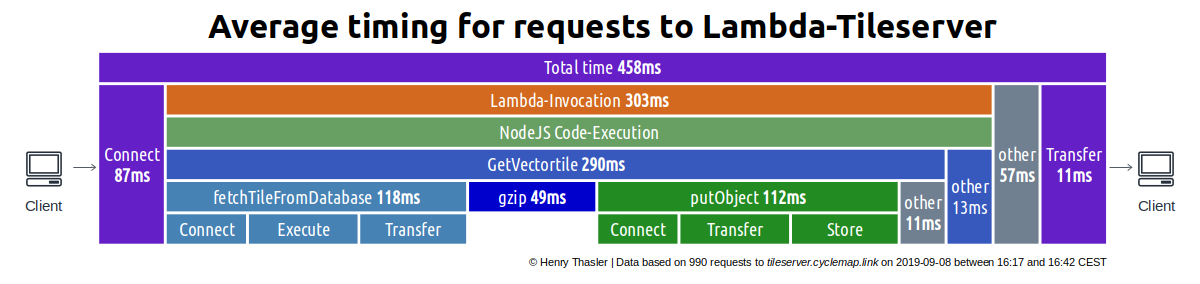 Average timing for requests to Lambda-Tileserver
Total time 458ms
Lambda-Invocation 303ms
NodeJS Code-Execution
Connect
87ms
GetVectortile 290ms
other
57ms
Transfer
11ms
other
13ms
fetchTileFromDatabase 118ms
gzip 49ms
putObject 112ms
other
11ms
Client
Client
Connect
Execute
Transfer
Connect
Transfer
Store
© Henry Thasler | Data based on 990 requests to tileserver.cyclemap.link on 2019-09-08 between 16:17 and 16:42 CEST